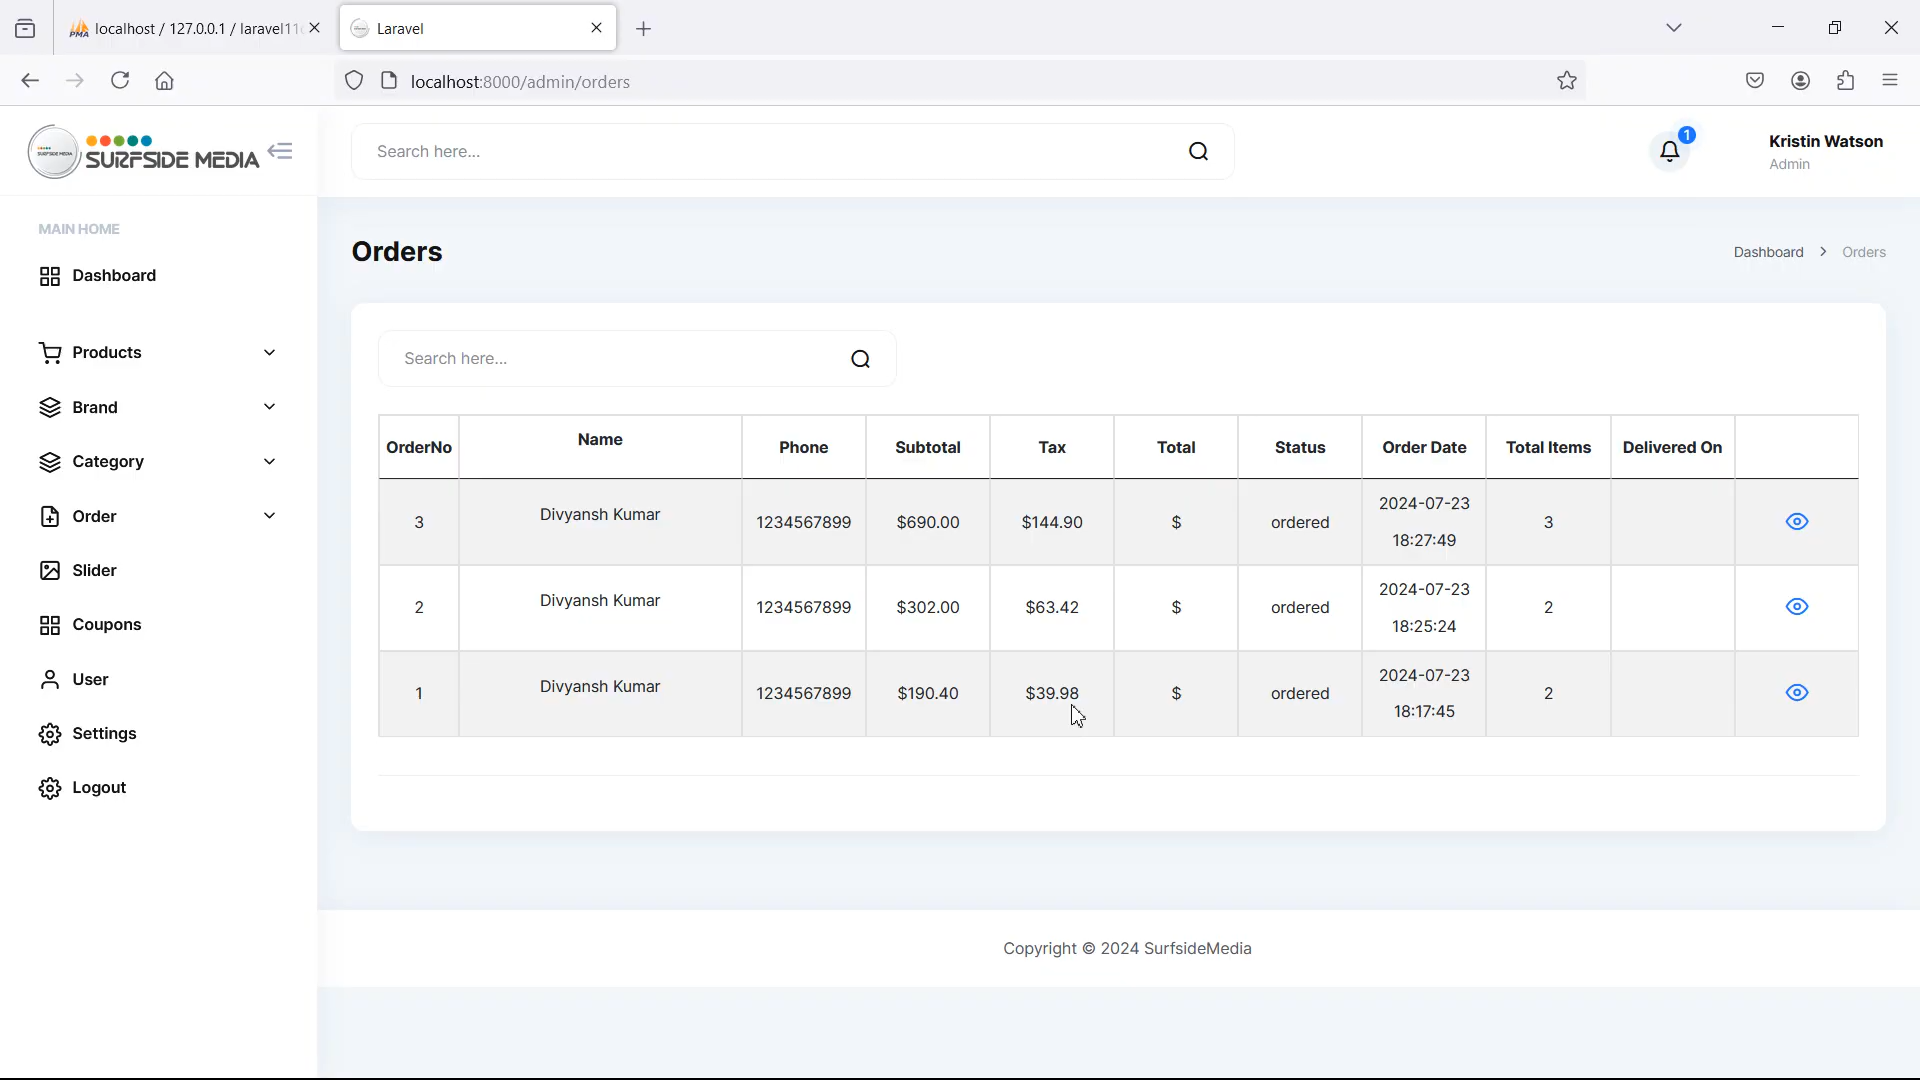 localhost / 127.0.0.1 / laravel11
Laravel
localhost:8000/admin/orders
SURFSIDE MEDIA
SURFSIDE MEDIA
Search here...
1
Kristin Watson
Admin
MAIN HOME
Dashboard
Products
Brand
Category
Order
Slider
Coupons
User
Settings
Logout
Orders
Dashboard > Orders
Search here...
OrderNo Name Phone Subtotal Tax Total Status Order Date Total Items Delivered On
3 Divyansh Kumar 1234567899 $690.00 $144.90 $ ordered 2024-07-23 18:27:49 3
2 Divyansh Kumar 1234567899 $302.00 $63.42 $ ordered 2024-07-23 18:25:24 2
1 Divyansh Kumar 1234567899 $190.40 $39.98 $ ordered 2024-07-23 18:17:45 2
Copyright © 2024 SurfsideMedia